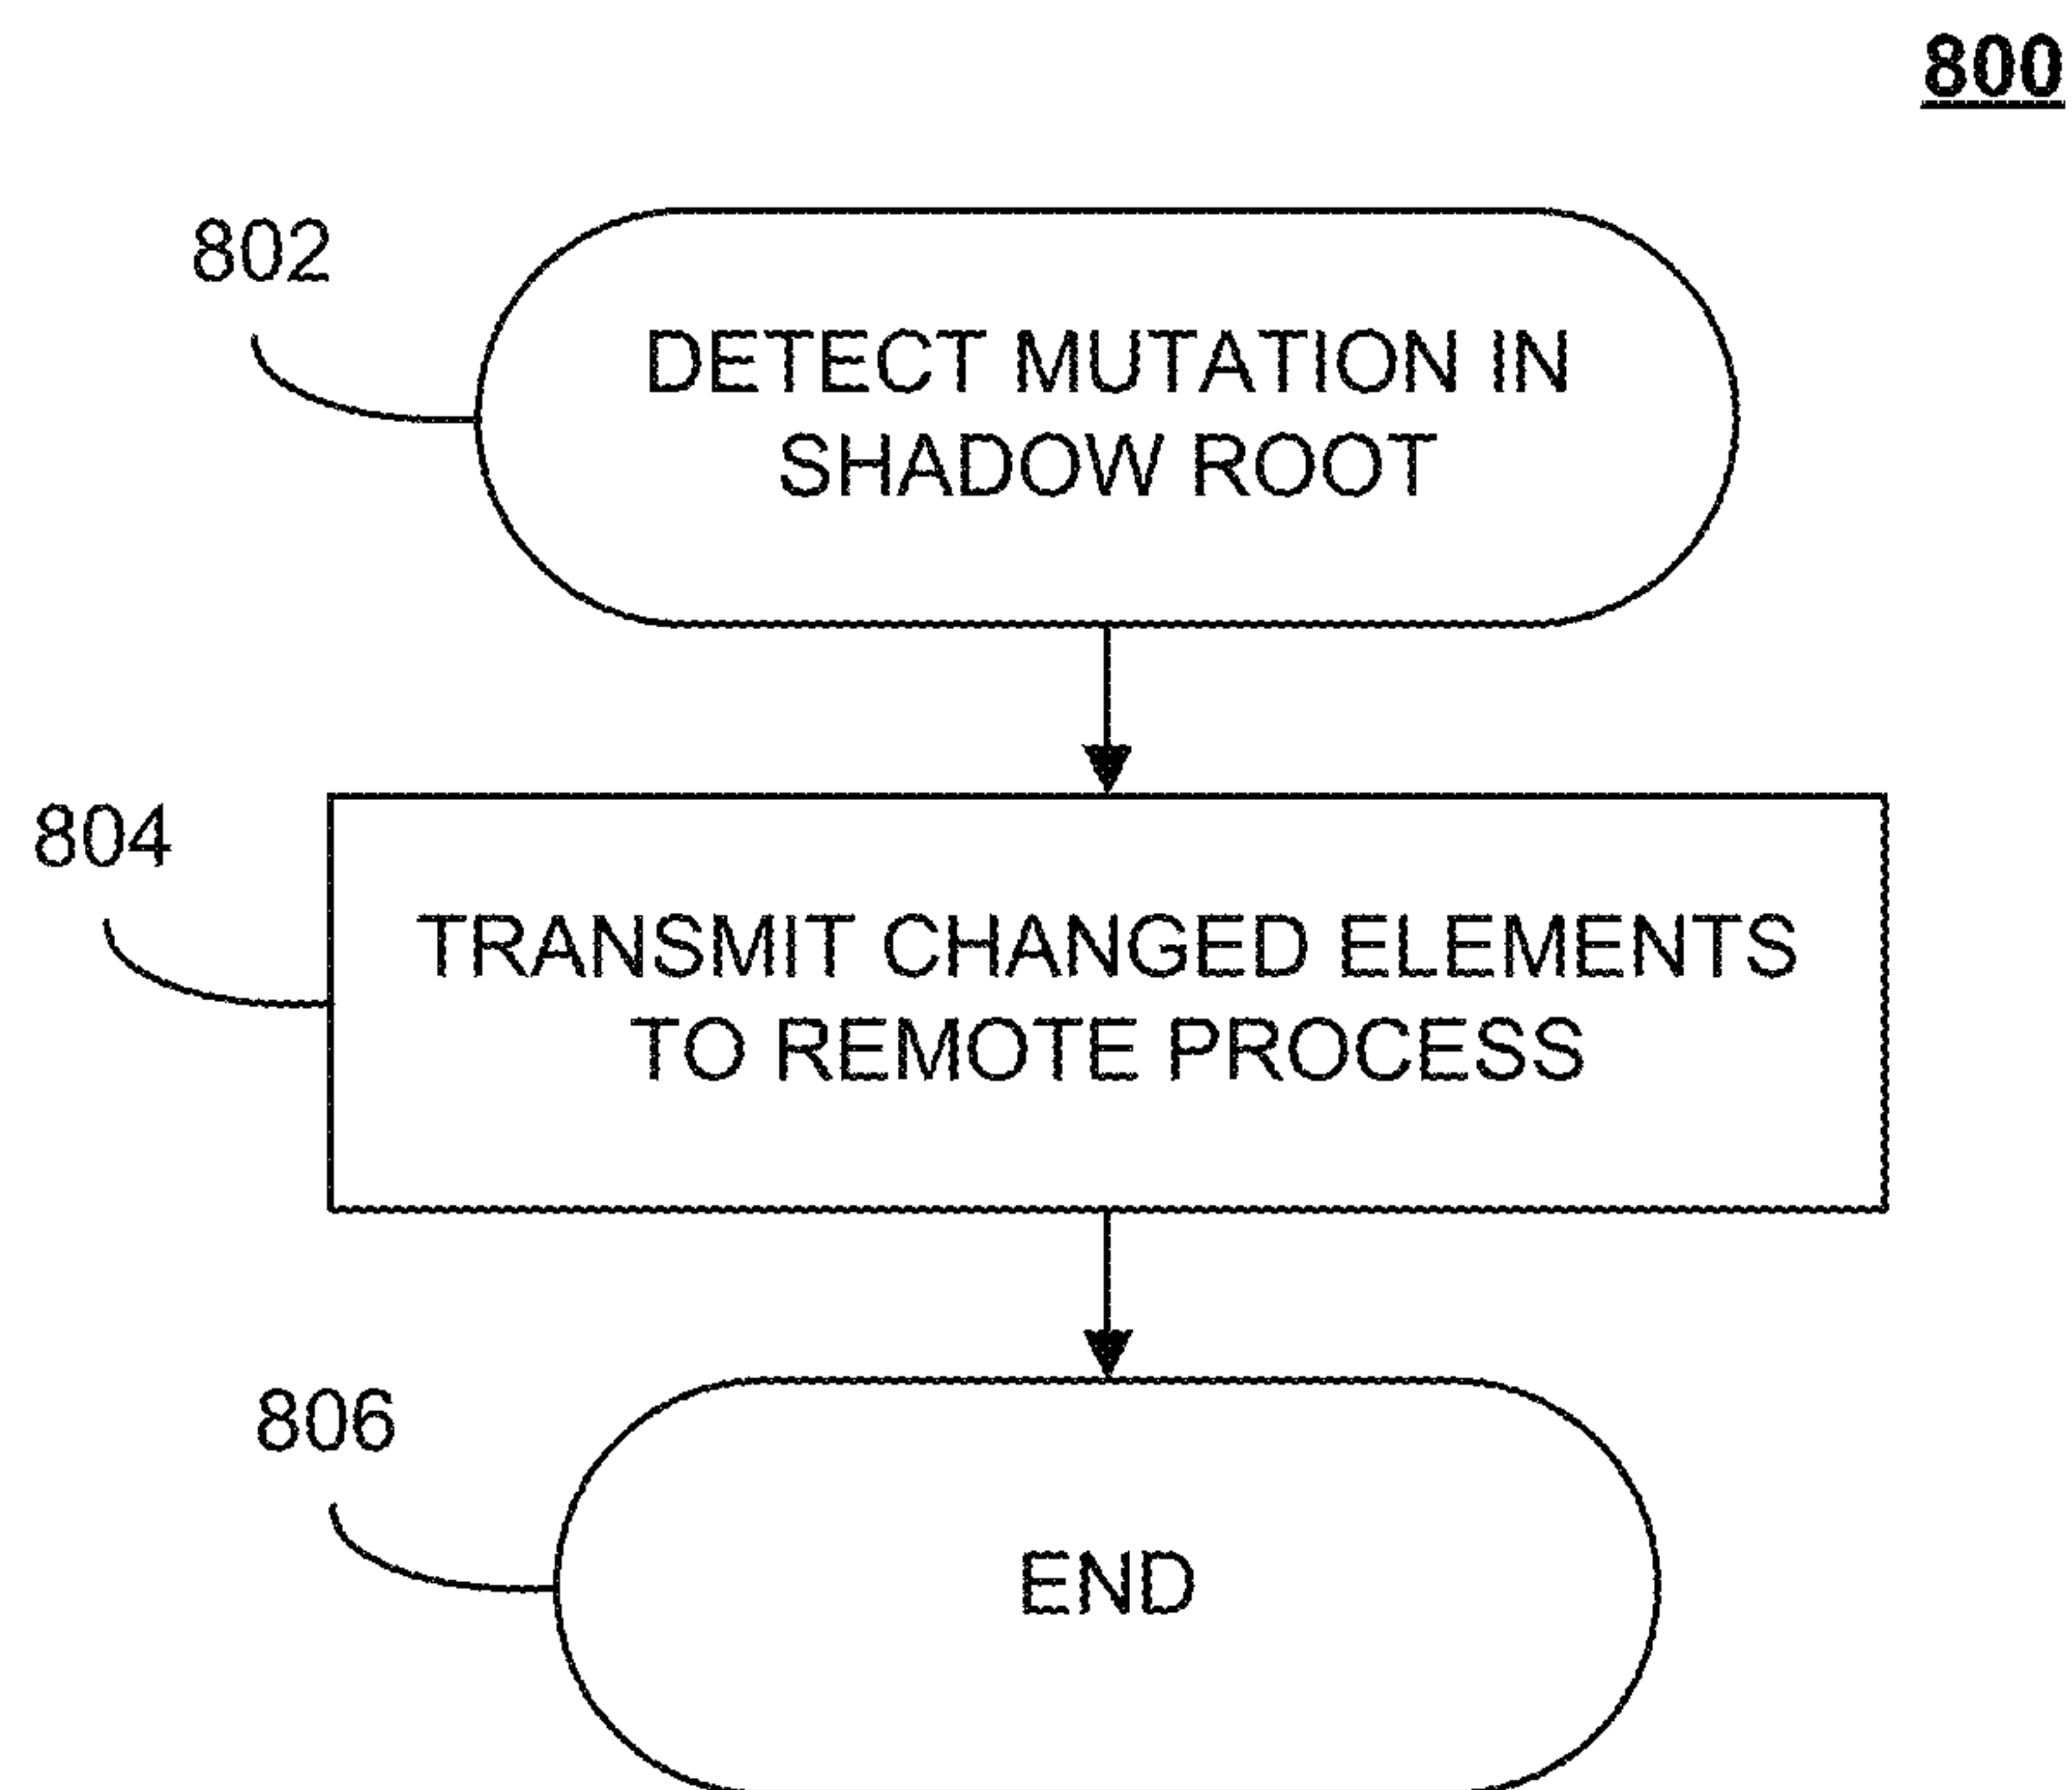 800
802
DETECT MUTATION IN
SHADOW ROOT
804
TRANSMIT CHANGED ELEMENTS
TO REMOTE PROCESS
806
END